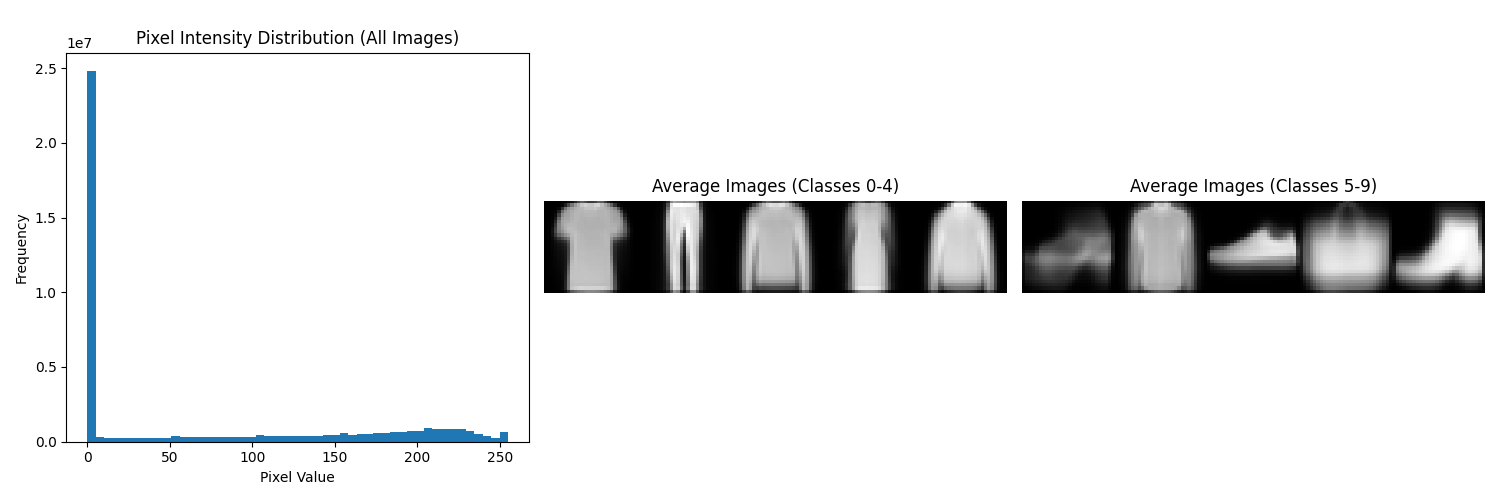 Pixel Intensity Distribution (All Images)
1e7
2.5
2.0
1.5
1.0
0.5
0.0
Frequency
0 50 100 150 200 250
Pixel Value
Average Images (Classes 0-4)
Average Images (Classes 5-9)